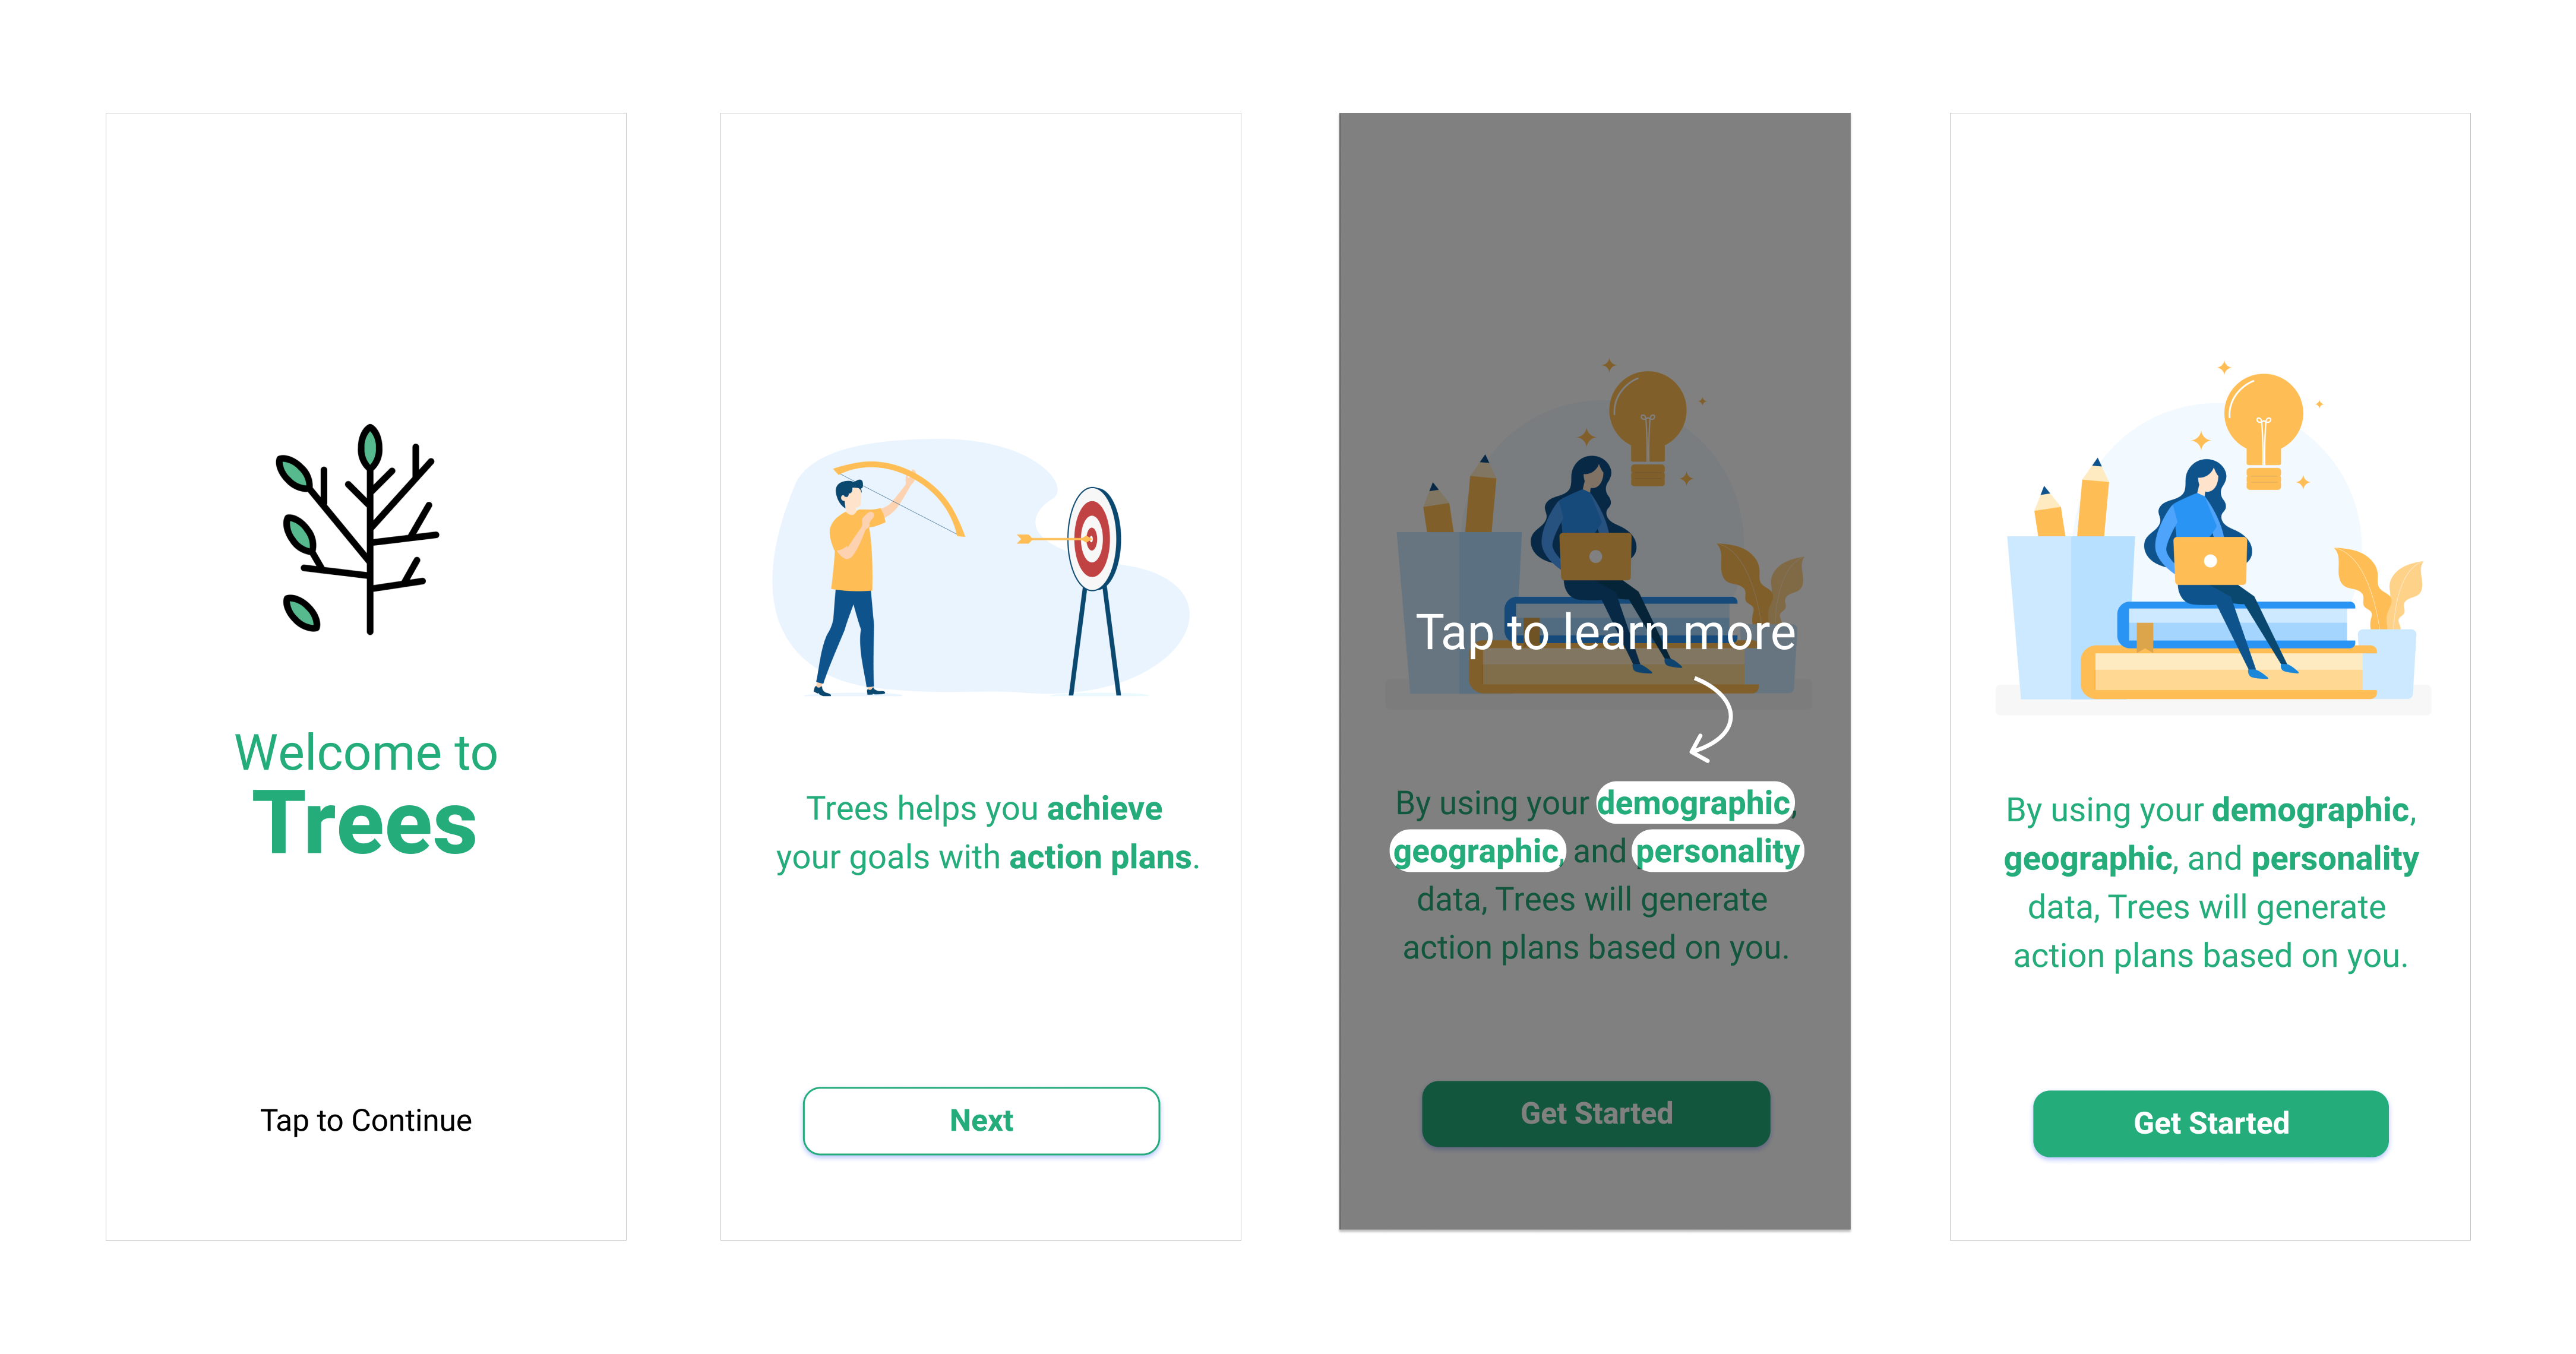 Welcome to
Trees
Tap to Continue
Trees helps you achieve
your goals with action plans.
Next
Tap to learn more
By using your demographic,
geographic, and personality
data, Trees will generate
action plans based on you.
Get Started
By using your demographic,
geographic, and personality
data, Trees will generate
action plans based on you.
Get Started